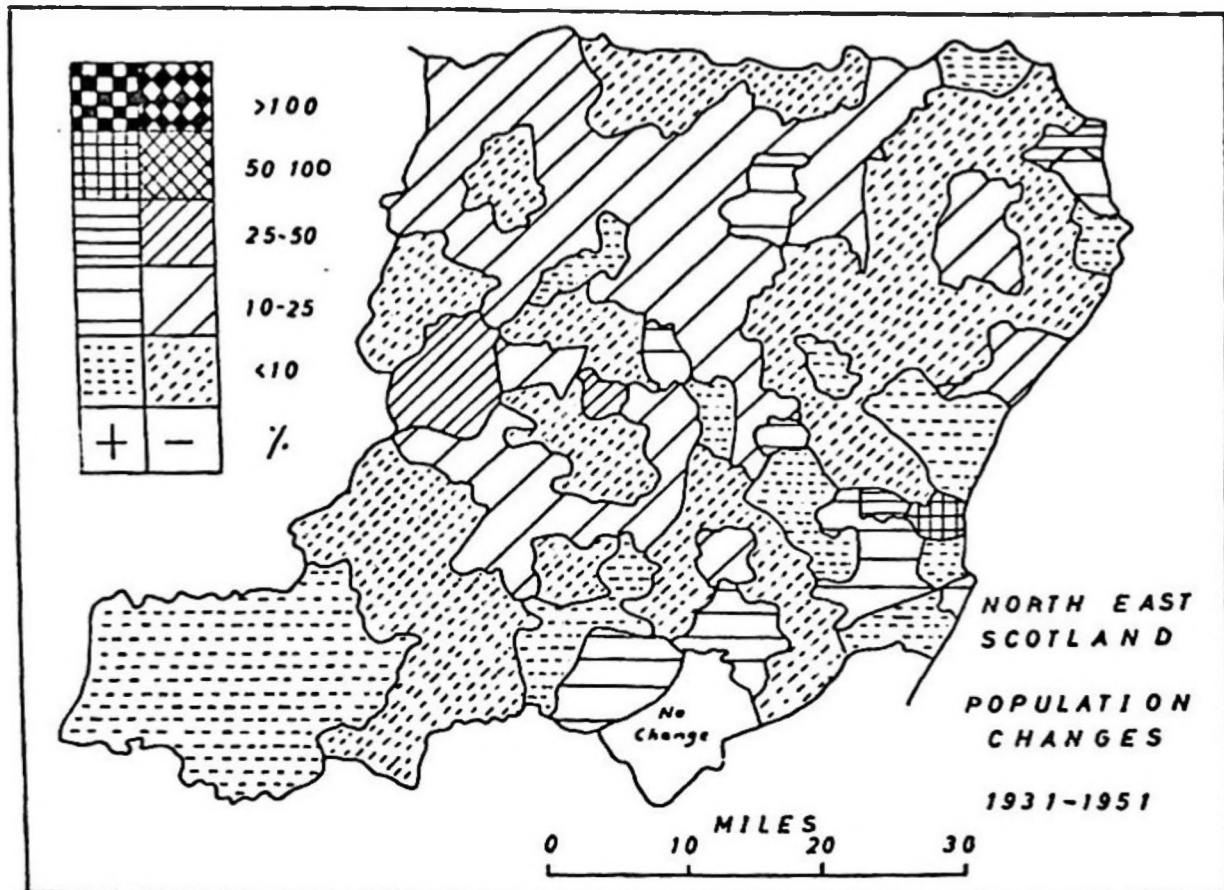 >100
50 100
25-50
10-25
<10
+ - %
No
Change
NORTH EAST
SCOTLAND
POPULATION
CHANGES
1931-1951
MILES
0 10 20 30